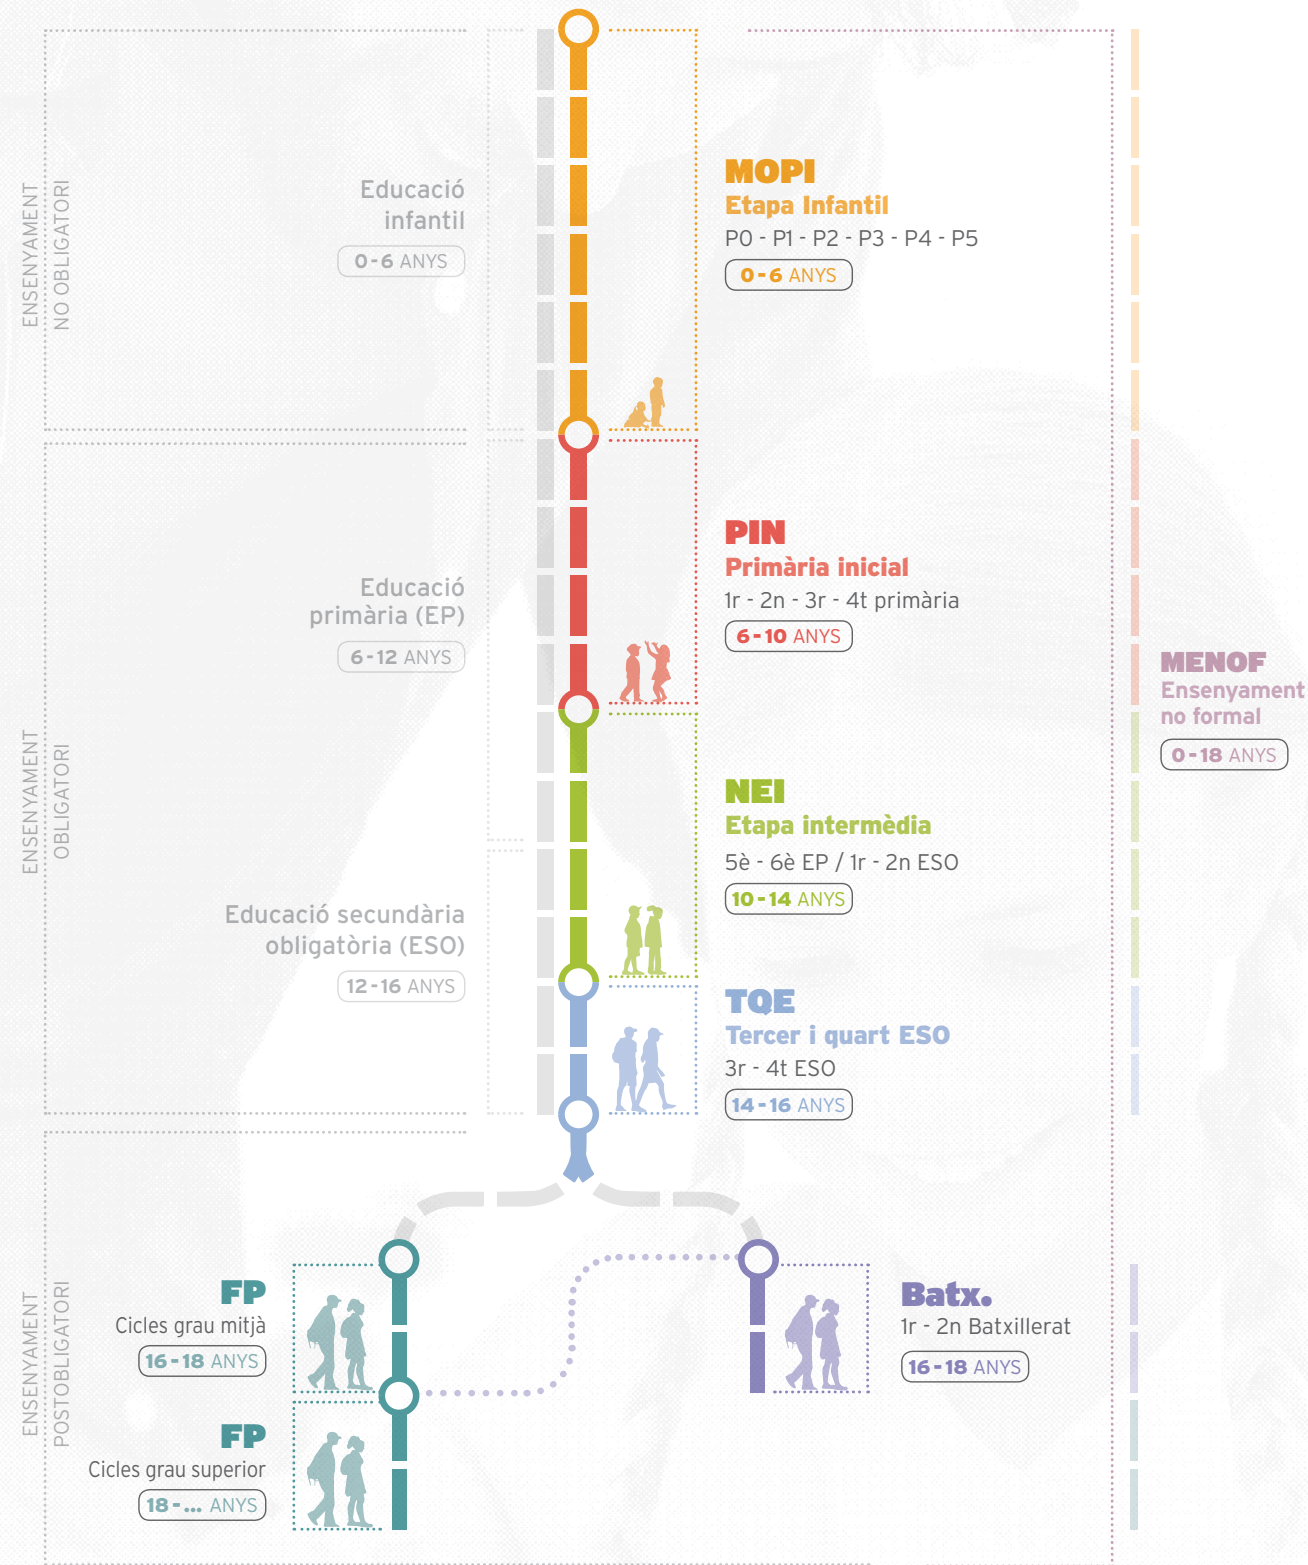 ENSENYAMENT
NO OBLIGATORI
Educació
infantil
0-6 ANYS
MOPI
Etapa Infantil
P0 - P1 - P2 - P3 - P4 - P5
0-6 ANYS
PIN
Primària inicial
1r - 2n - 3r - 4t primària
6-10 ANYS
Educació
primària (EP)
6-12 ANYS
MENOF
Ensenyament
no formal
0-18 ANYS
ENSENYAMENT
OBLIGATORI
NEI
Etapa intermèdia
5è - 6è EP / 1r - 2n ESO
10-14 ANYS
Educació secundària
obligatòria (ESO)
12-16 ANYS
TQE
Tercer i quart ESO
3r - 4t ESO
14-16 ANYS
ENSENYAMENT
POSTOBLIGATORI
FP
Cicles grau mitjà
16-18 ANYS
Batx.
1r - 2n Batxillerat
16-18 ANYS
FP
Cicles grau superior
18-... ANYS